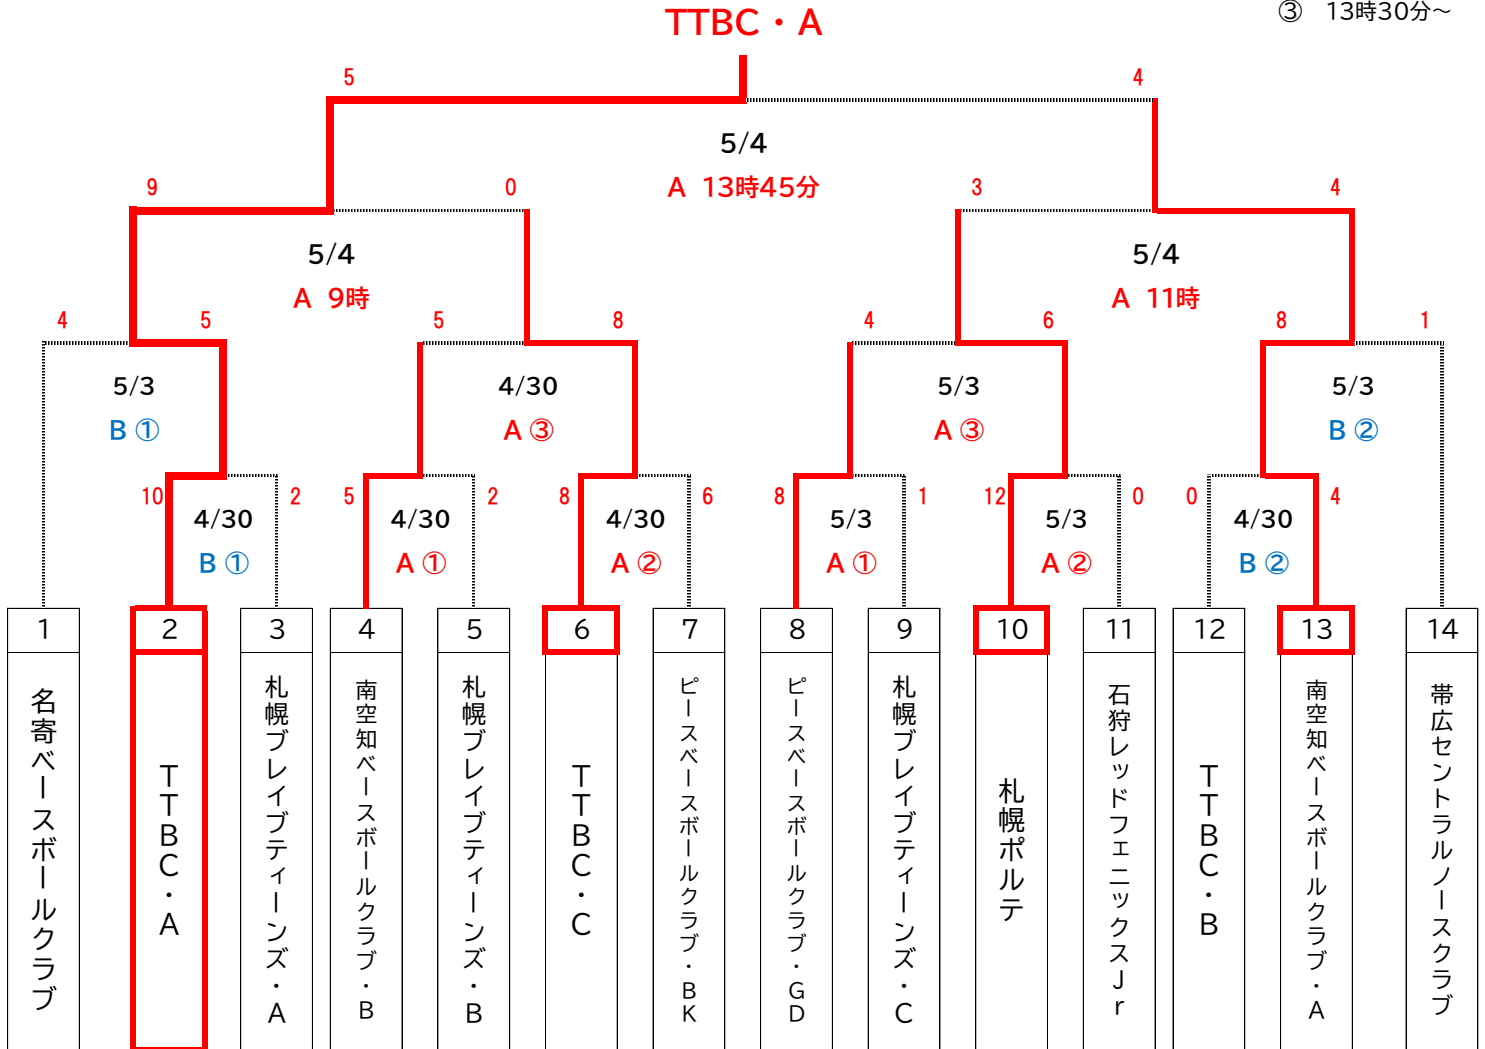 ③ 13時30分～
TTBC・A
5 4
5/4
A 13時45分
9 0 3 4
5/4 5/4
A 9時 A 11時
4 5 5 8 4 6 8 1
5/3 4/30 5/3 5/3
B ① A ③ A ③ B ②
10 2 5 2 8 6 8 1 12 0 0 4
4/30 4/30 4/30 5/3 5/3 4/30
B ① A ① A ② A ① A ② B ②
1 2 3 4 5 6 7 8 9 10 11 12 13 14
名寄ベースボールクラブ
TTBC・A
札幌ブレイブティーンズ・A
南空知ベースボールクラブ・B
札幌ブレイブティーンズ・B
TTBC・C
ピースベースボールクラブ・BK
ピースベースボールクラブ・GD
札幌ブレイブティーンズ・C
札幌ポルテ
石狩レッドフェニックスJr
TTBC・B
南空知ベースボールクラブ・A
帯広セントラルノースクラブ